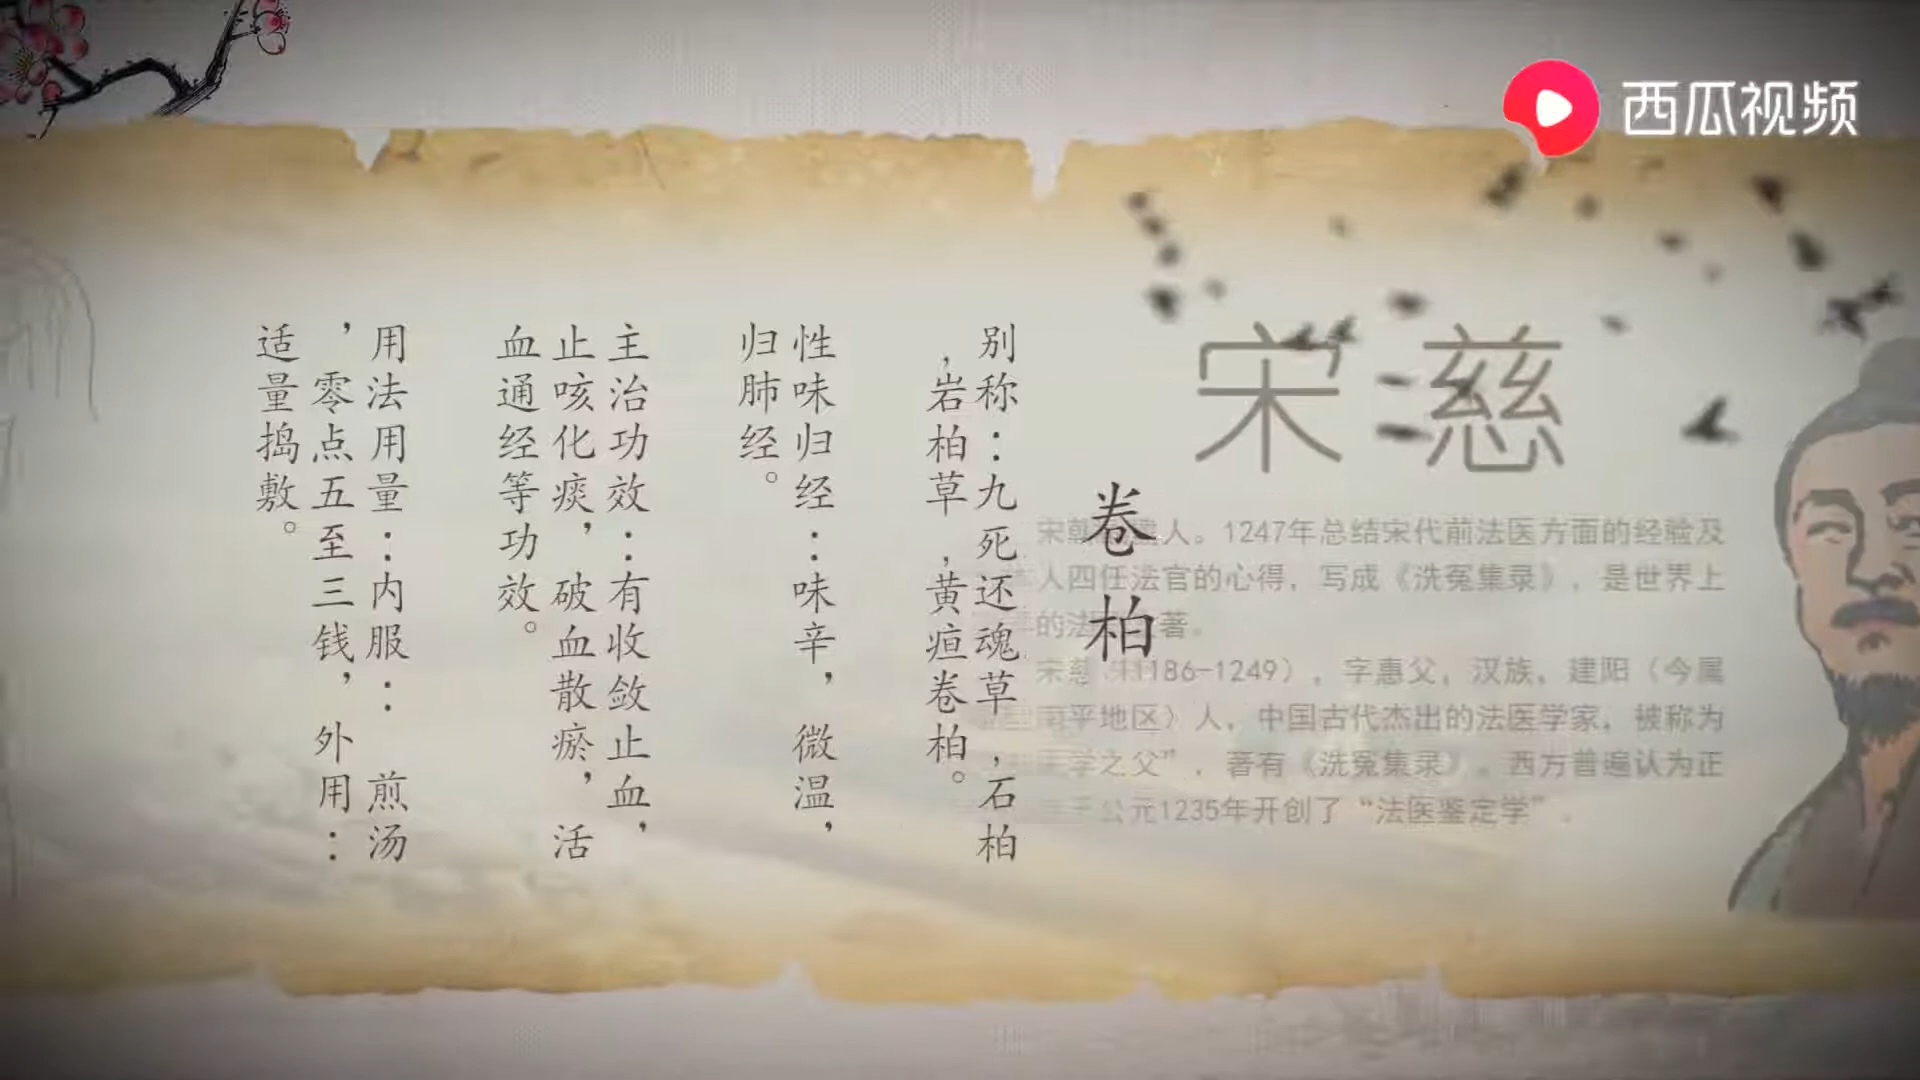 西瓜视频
宋慈
卷柏
别称：九死还魂草，石柏
，岩柏草，黄疸卷柏。
性味归经：味辛，微温，
归肺经。
主治功效：有收敛止血，
止咳化痰，破血散瘀，活
血通经等功效。
用法用量：内服：煎汤
，零点五至三钱，外用：
适量捣敷。
人。1247年总结宋代前法医方面的经验及
人四任法官的心得，写成《洗冤集录》，是世界上
的法 著。
宋慈 1186-1249），字惠父，汉族，建阳（今属
南平地区）人，中国古代杰出的法医学家，被称为
学之父”，著有《洗冤集录》。西方普遍认为正
公元1235年开创了“法医鉴定学”。